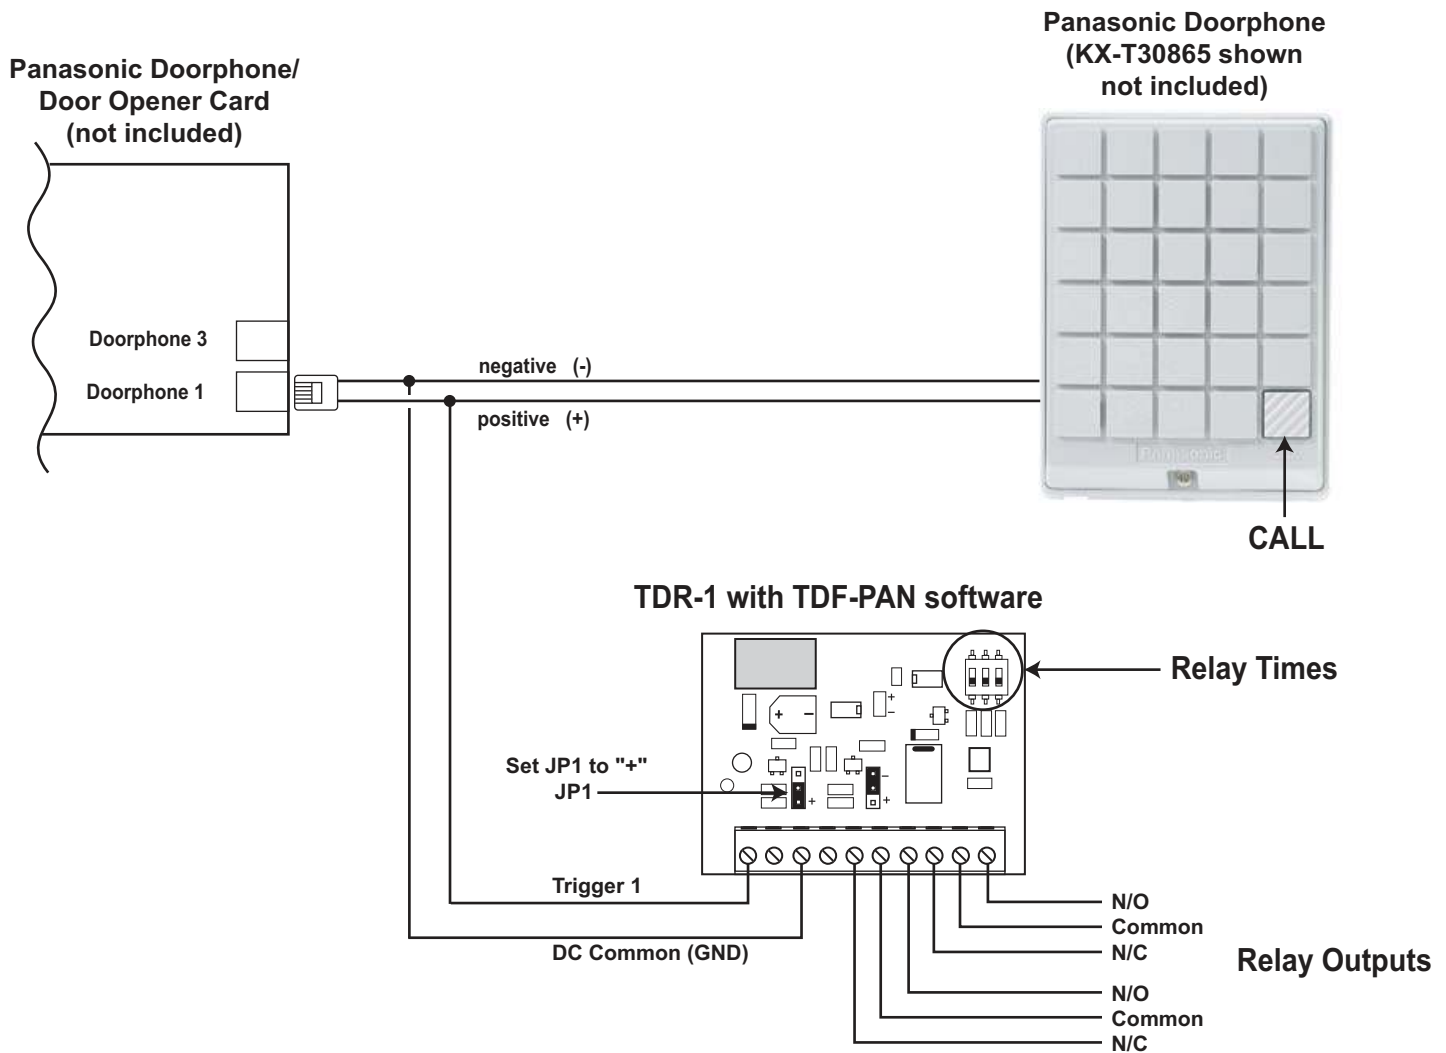 Panasonic Doorphone/
Door Opener Card
(not included)
Panasonic Doorphone
(KX-T30865 shown
not included)
Doorphone 3
Doorphone 1
negative (-)
positive (+)
Panasonic
CALL
TDR-1 with TDF-PAN software
Relay Times
+ -
+
-
Set JP1 to "+"
JP1
+
-
+
Trigger 1
DC Common (GND)
N/O
Common
N/C
Relay Outputs
N/O
Common
N/C